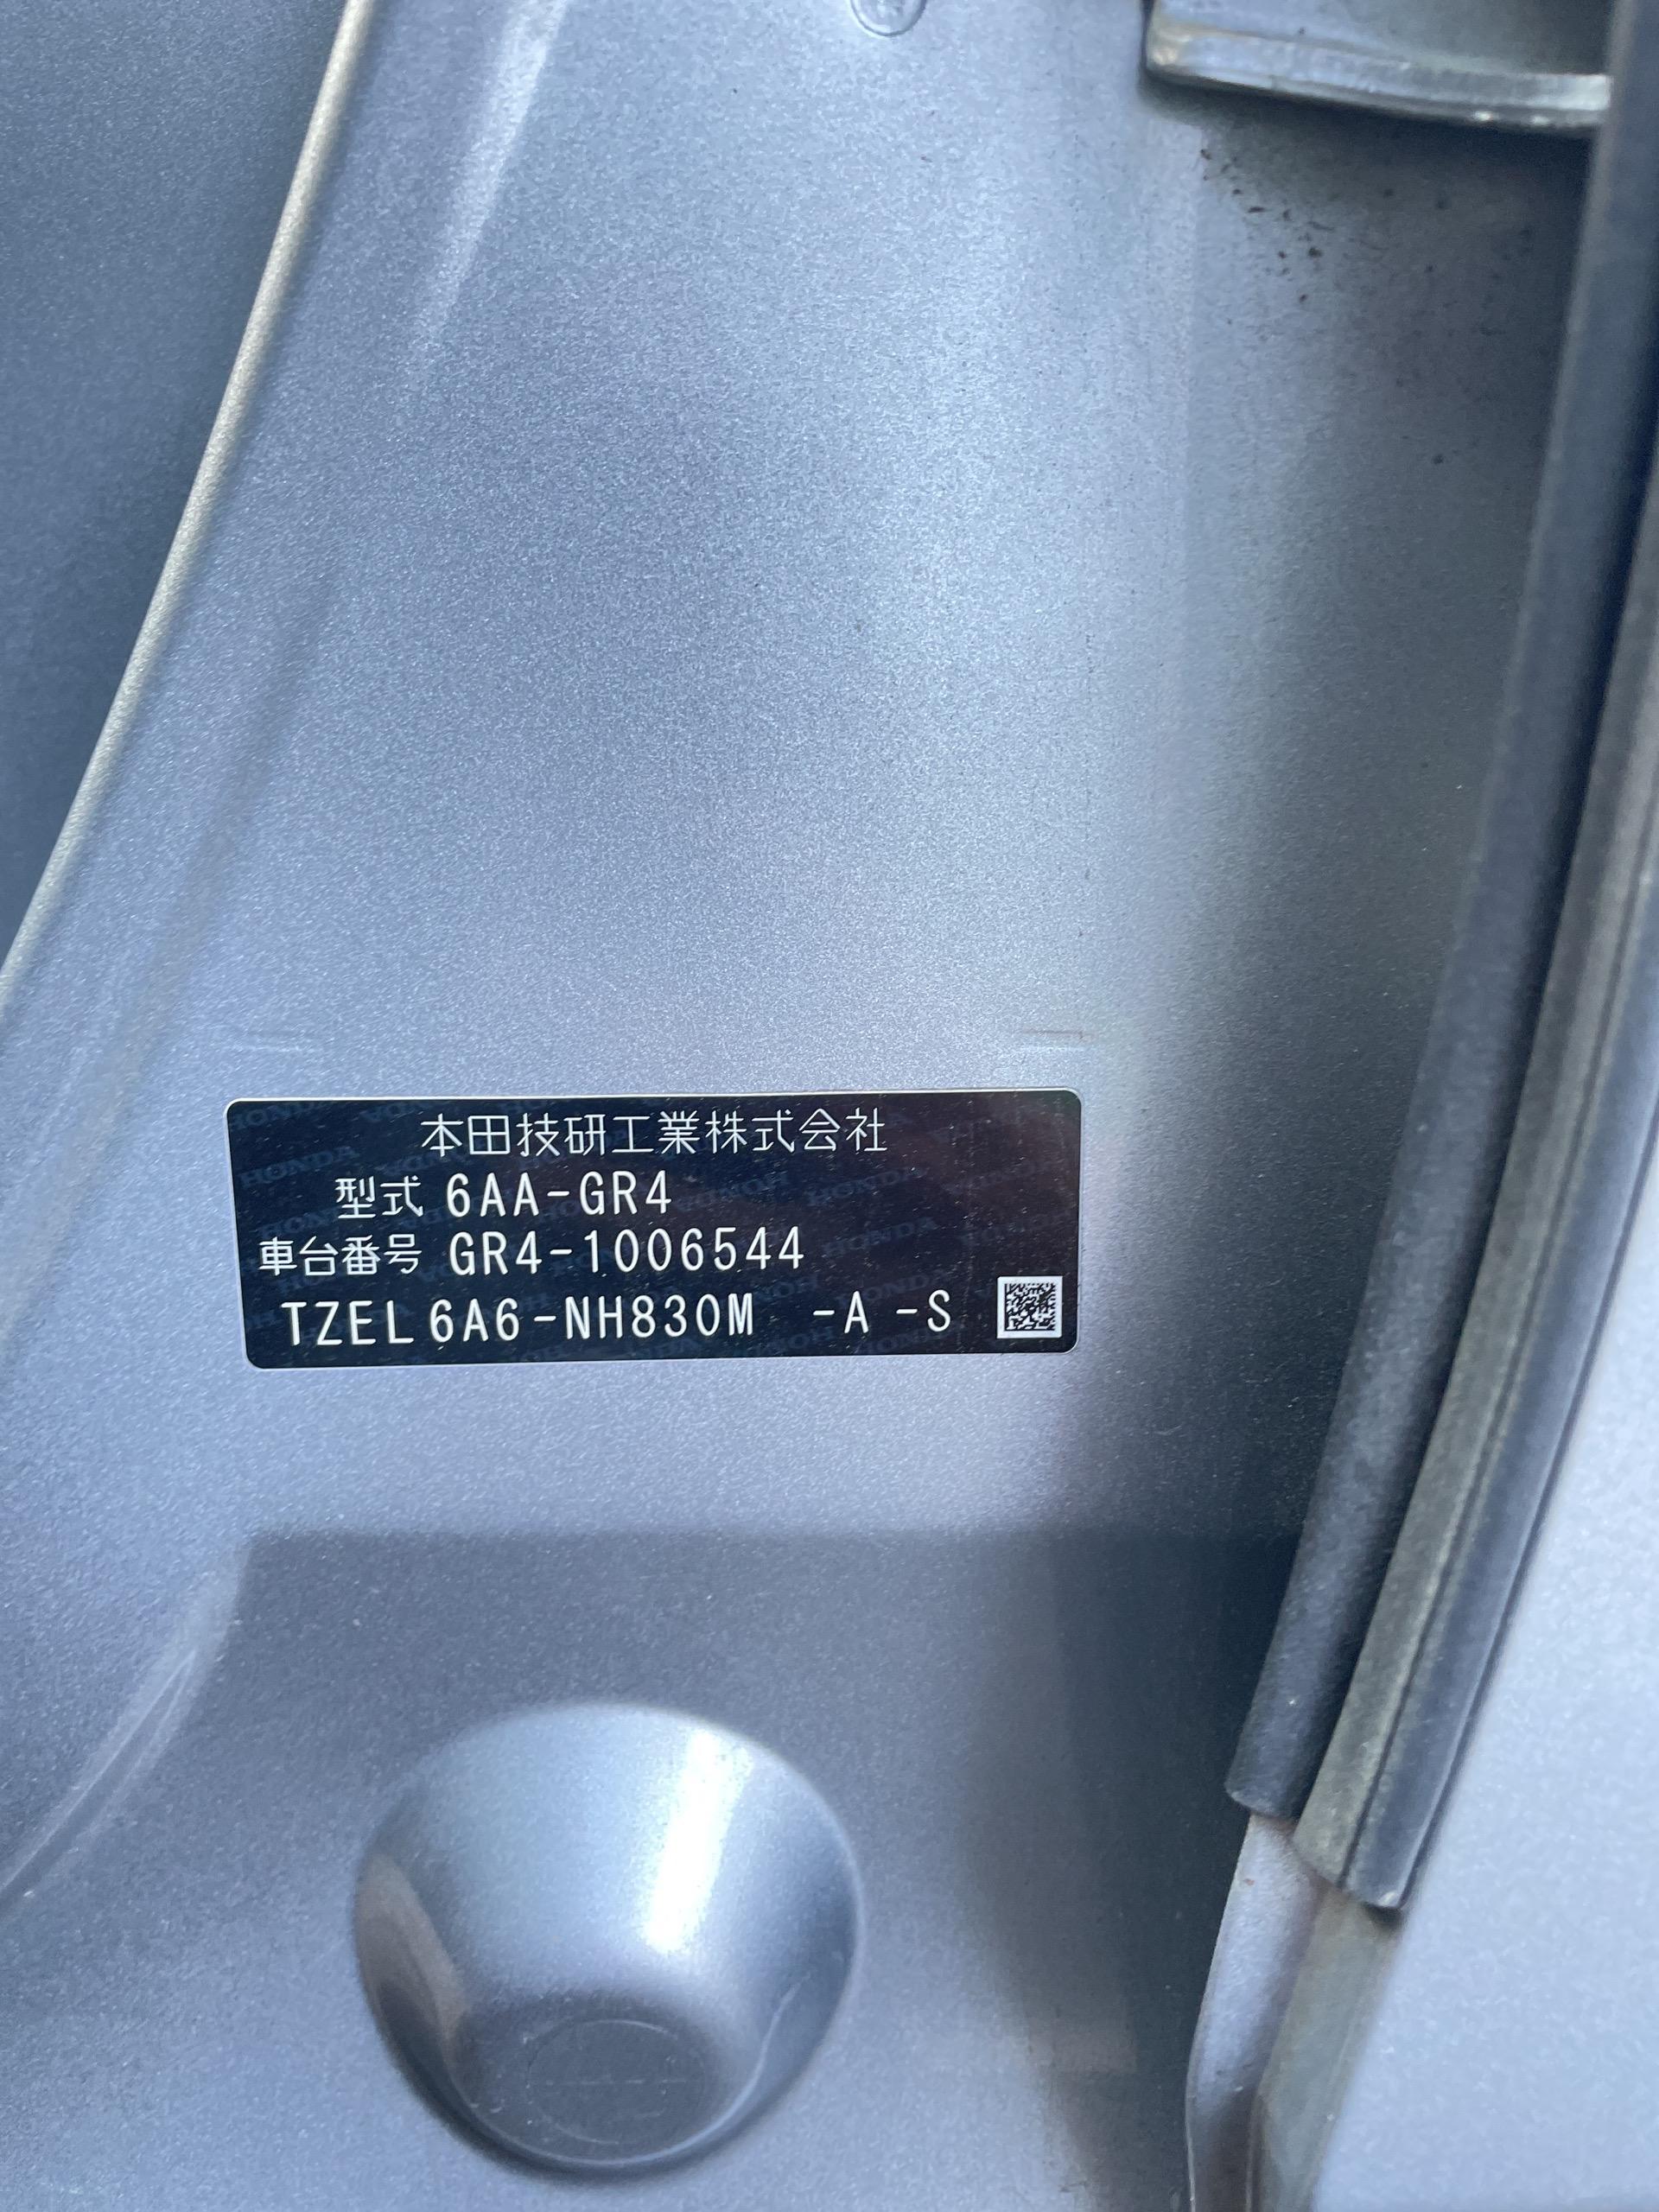 本田技研工業株式会社
型式 6AA-GR4
車台番号 GR4-1006544
TZEL 6A6-NH830M -A -S